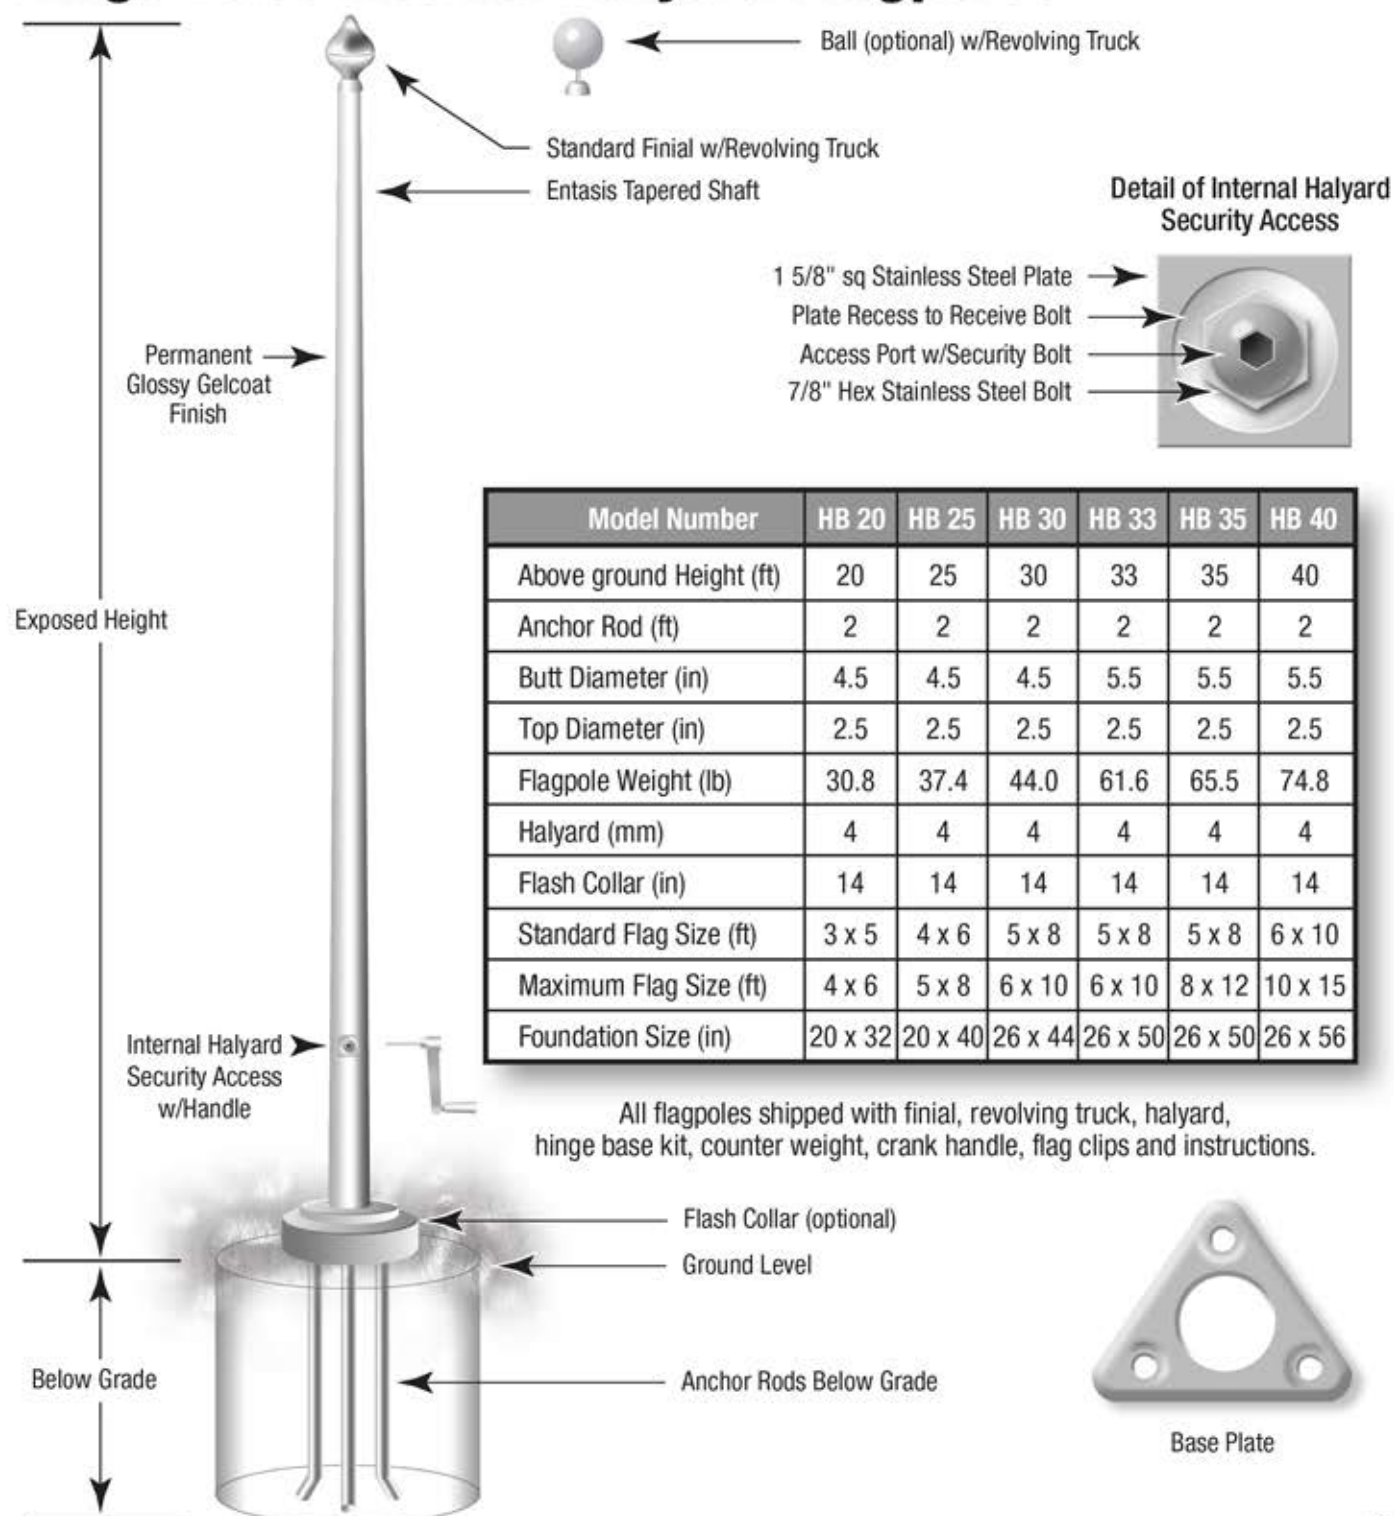 Ball (optional) w/Revolving Truck
Standard Finial w/Revolving Truck
Entasis Tapered Shaft
Detail of Internal Halyard
Security Access
1 5/8" sq Stainless Steel Plate
Plate Recess to Receive Bolt
Access Port w/Security Bolt
7/8" Hex Stainless Steel Bolt
Permanent
Glossy Gelcoat
Finish
Exposed Height
Model Number HB 20 HB 25 HB 30 HB 33 HB 35 HB 40
Above ground Height (ft) 20 25 30 33 35 40
Anchor Rod (ft) 2 2 2 2 2 2
Butt Diameter (in) 4.5 4.5 4.5 5.5 5.5 5.5
Top Diameter (in) 2.5 2.5 2.5 2.5 2.5 2.5
Flagpole Weight (lb) 30.8 37.4 44.0 61.6 65.5 74.8
Halyard (mm) 4 4 4 4 4 4
Flash Collar (in) 14 14 14 14 14 14
Standard Flag Size (ft) 3 x 5 4 x 6 5 x 8 5 x 8 5 x 8 6 x 10
Maximum Flag Size (ft) 4 x 6 5 x 8 6 x 10 6 x 10 8 x 12 10 x 15
Foundation Size (in) 20 x 32 20 x 40 26 x 44 26 x 50 26 x 50 26 x 56
Internal Halyard
Security Access
w/Handle
All flagpoles shipped with finial, revolving truck, halyard,
hinge base kit, counter weight, crank handle, flag clips and instructions.
Flash Collar (optional)
Ground Level
Below Grade
Anchor Rods Below Grade
Base Plate